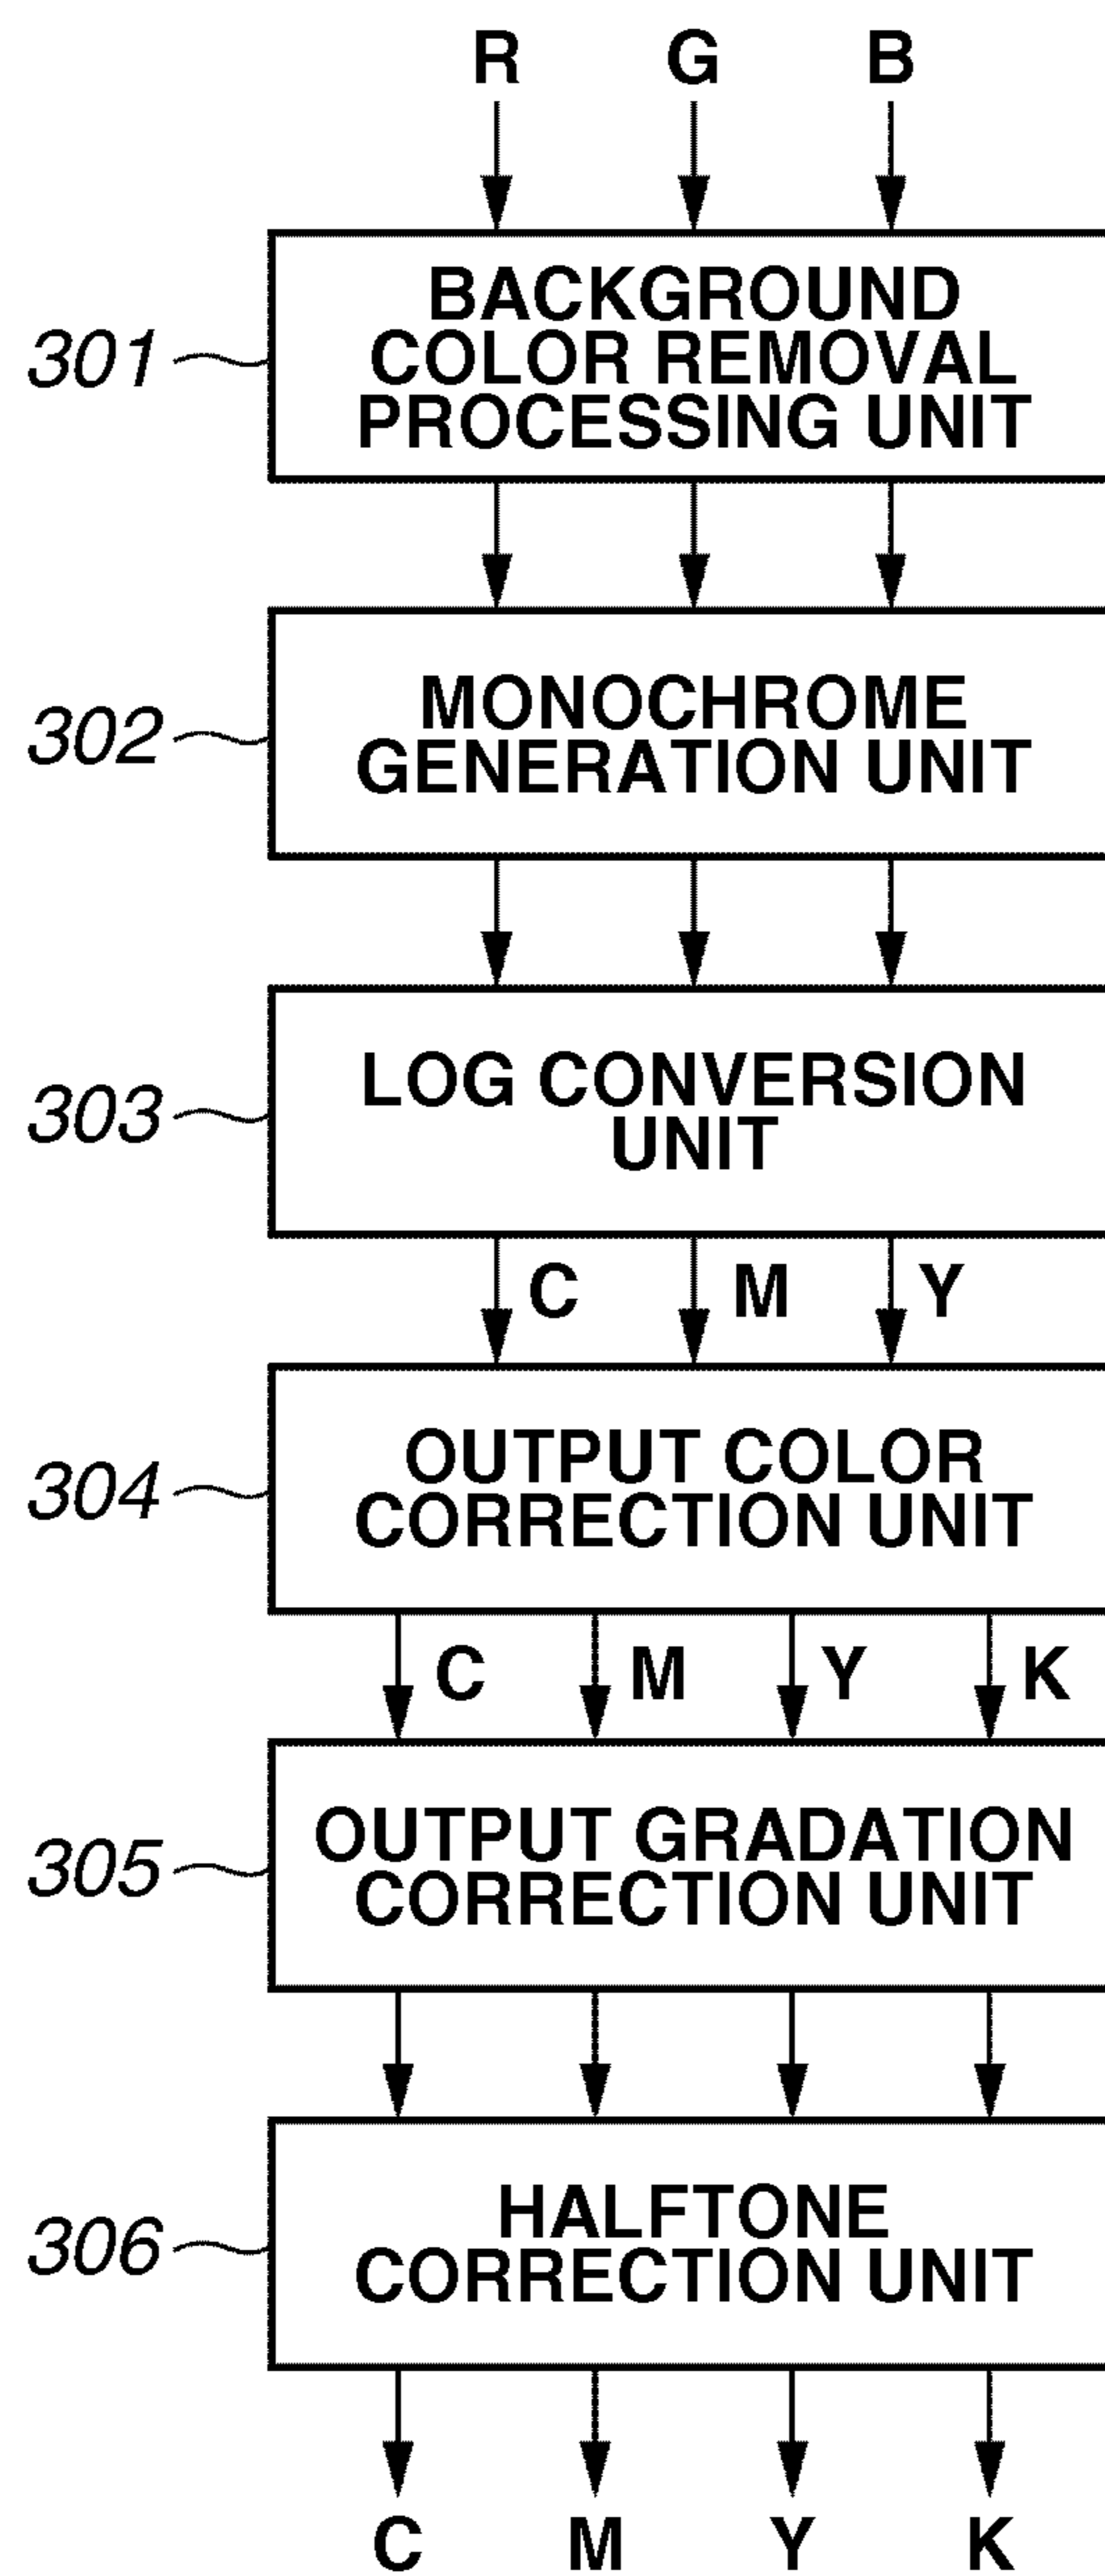 R G B
301
BACKGROUND
COLOR REMOVAL
PROCESSING UNIT
302
MONOCHROME
GENERATION UNIT
303
LOG CONVERSION
UNIT
C M Y
304
OUTPUT COLOR
CORRECTION UNIT
C M Y K
305
OUTPUT GRADATION
CORRECTION UNIT
306
HALFTONE
CORRECTION UNIT
C M Y K